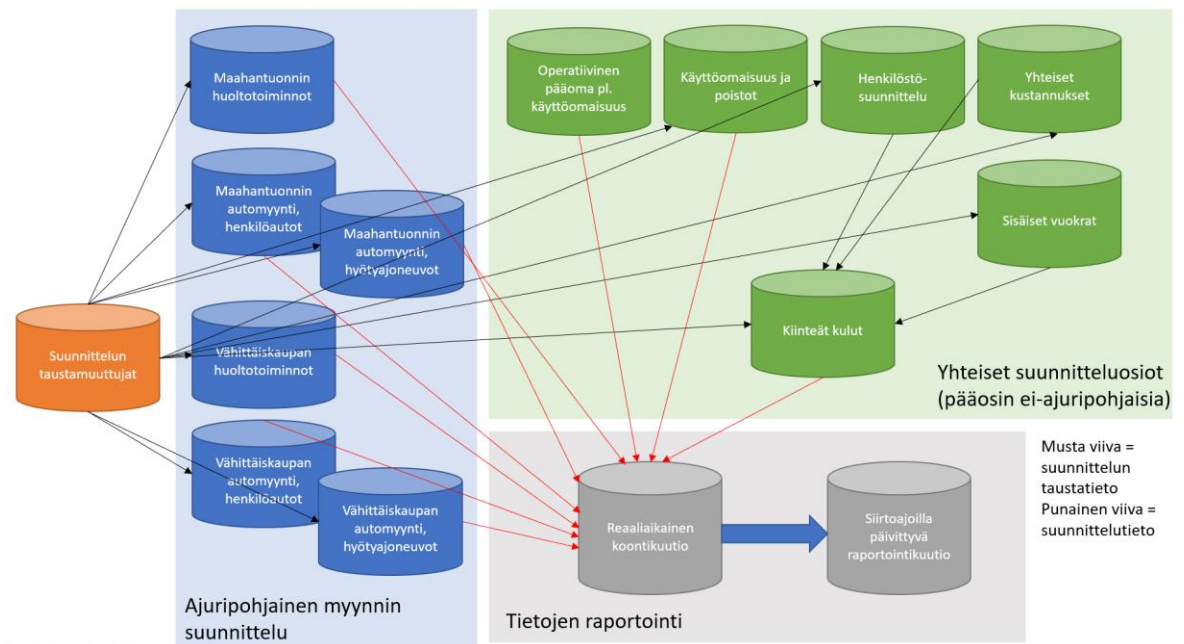 Maahantuonnin
huoltotoiminnot
Maahantuonnin
automyynti,
henkilöautot
Maahantuonnin
automyynti,
hyötyajoneuvot
Suunnittelun
taustamuuttujat
Vähittäiskaupan
huoltotoiminnot
Vähittäiskaupan
automyynti,
henkilöautot
Vähittäiskaupan
automyynti,
hyötyajoneuvot
Ajuripohjainen myynnin
suunnittelu
Operatiivinen
pääoma pl.
käyttöomaisuus
Käyttöomaisuus ja
poistot
Henkilöstö-
suunnittelu
Yhteiset
kustannukset
Sisäiset vuokrat
Kiinteät kulut
Yhteiset suunnitteluosiot
(pääosin ei-ajuripohjaisia)
Reaaliaikainen
koontikuutio
Siirtoajoilla
päivittyvä
raportointikuutio
Tietojen raportointi
Musta viiva =
suunnittelun
taustatieto
Punainen viiva =
suunnittelutieto